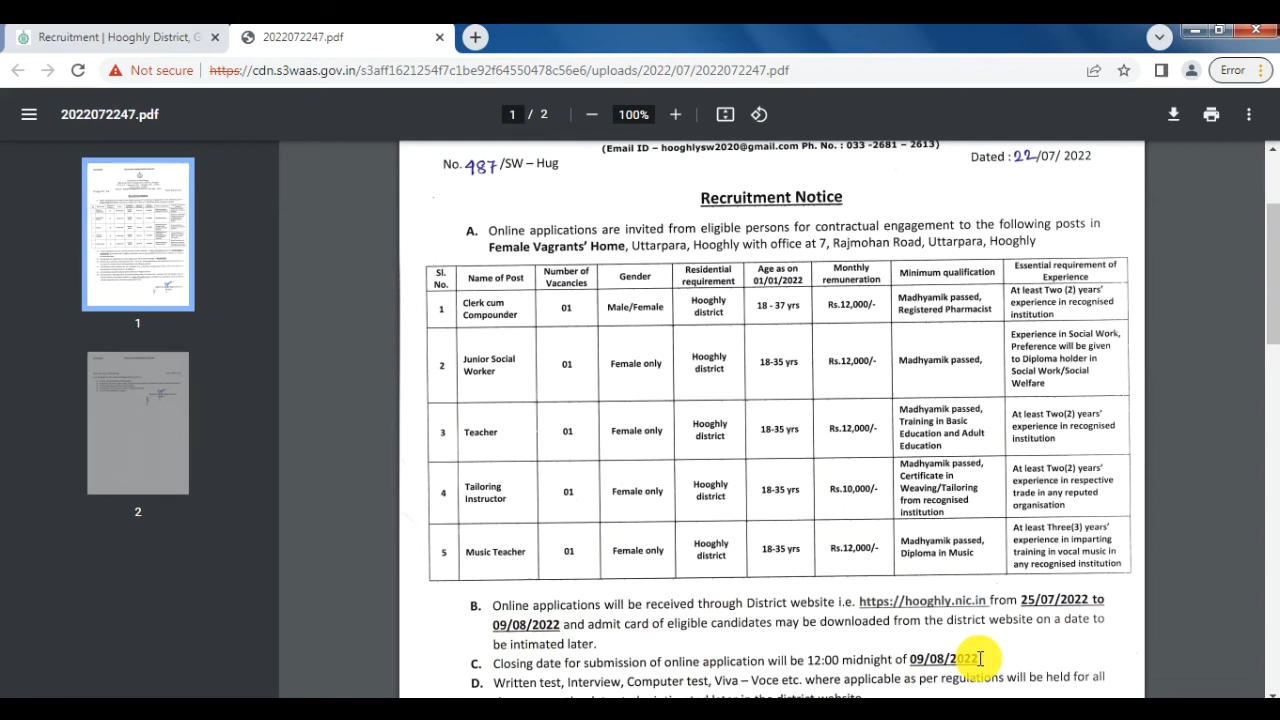 Recruitment | Hooghly District, G
2022072247.pdf
Not secure
https://cdn.s3waas.gov.in/s3aff1621254f7c1be92f64550478c56e6/uploads/2022/07/2022072247.pdf
Error
2022072247.pdf
1 / 2
100%
1
2
(Email ID – hooghlysw2020@gmail.com Ph. No. : 033 -2681 – 2613)
No. 487/SW – Hug
Dated : 22/07/ 2022
Recruitment Notice
A. Online applications are invited from eligible persons for contractual engagement to the following posts in
Female Vagrants' Home, Uttarpara, Hooghly with office at 7, Rajmohan Road, Uttarpara, Hooghly
Sl. No. | Name of Post | Number of Vacancies | Gender | Residential requirement | Age as on 01/01/2022 | Monthly remuneration | Minimum qualification | Essential requirement of Experience
1 | Clerk cum Compounder | 01 | Male/Female | Hooghly district | 18 - 37 yrs | Rs.12,000/- | Madhyamik passed, Registered Pharmacist | At least Two (2) years' experience in recognised institution
2 | Junior Social Worker | 01 | Female only | Hooghly district | 18-35 yrs | Rs.12,000/- | Madhyamik passed, | Experience in Social Work, Preference will be given to Diploma holder in Social Work/Social Welfare
3 | Teacher | 01 | Female only | Hooghly district | 18-35 yrs | Rs.12,000/- | Madhyamik passed, Training in Basic Education and Adult Education | At least Two(2) years' experience in recognised institution
4 | Tailoring Instructor | 01 | Female only | Hooghly district | 18-35 yrs | Rs.10,000/- | Madhyamik passed, Certificate in Weaving/Tailoring from recognised institution | At least Two(2) years' experience in respective trade in any reputed organisation
5 | Music Teacher | 01 | Female only | Hooghly district | 18-35 yrs | Rs.12,000/- | Madhyamik passed, Diploma in Music | At least Three(3) years' experience in imparting training in vocal music in any recognised institution
B. Online applications will be received through District website i.e. https://hooghly.nic.in from 25/07/2022 to
09/08/2022 and admit card of eligible candidates may be downloaded from the district website on a date to
be intimated later.
C. Closing date for submission of online application will be 12:00 midnight of 09/08/2022
D. Written test, Interview, Computer test, Viva – Voce etc. where applicable as per regulations will be held for all